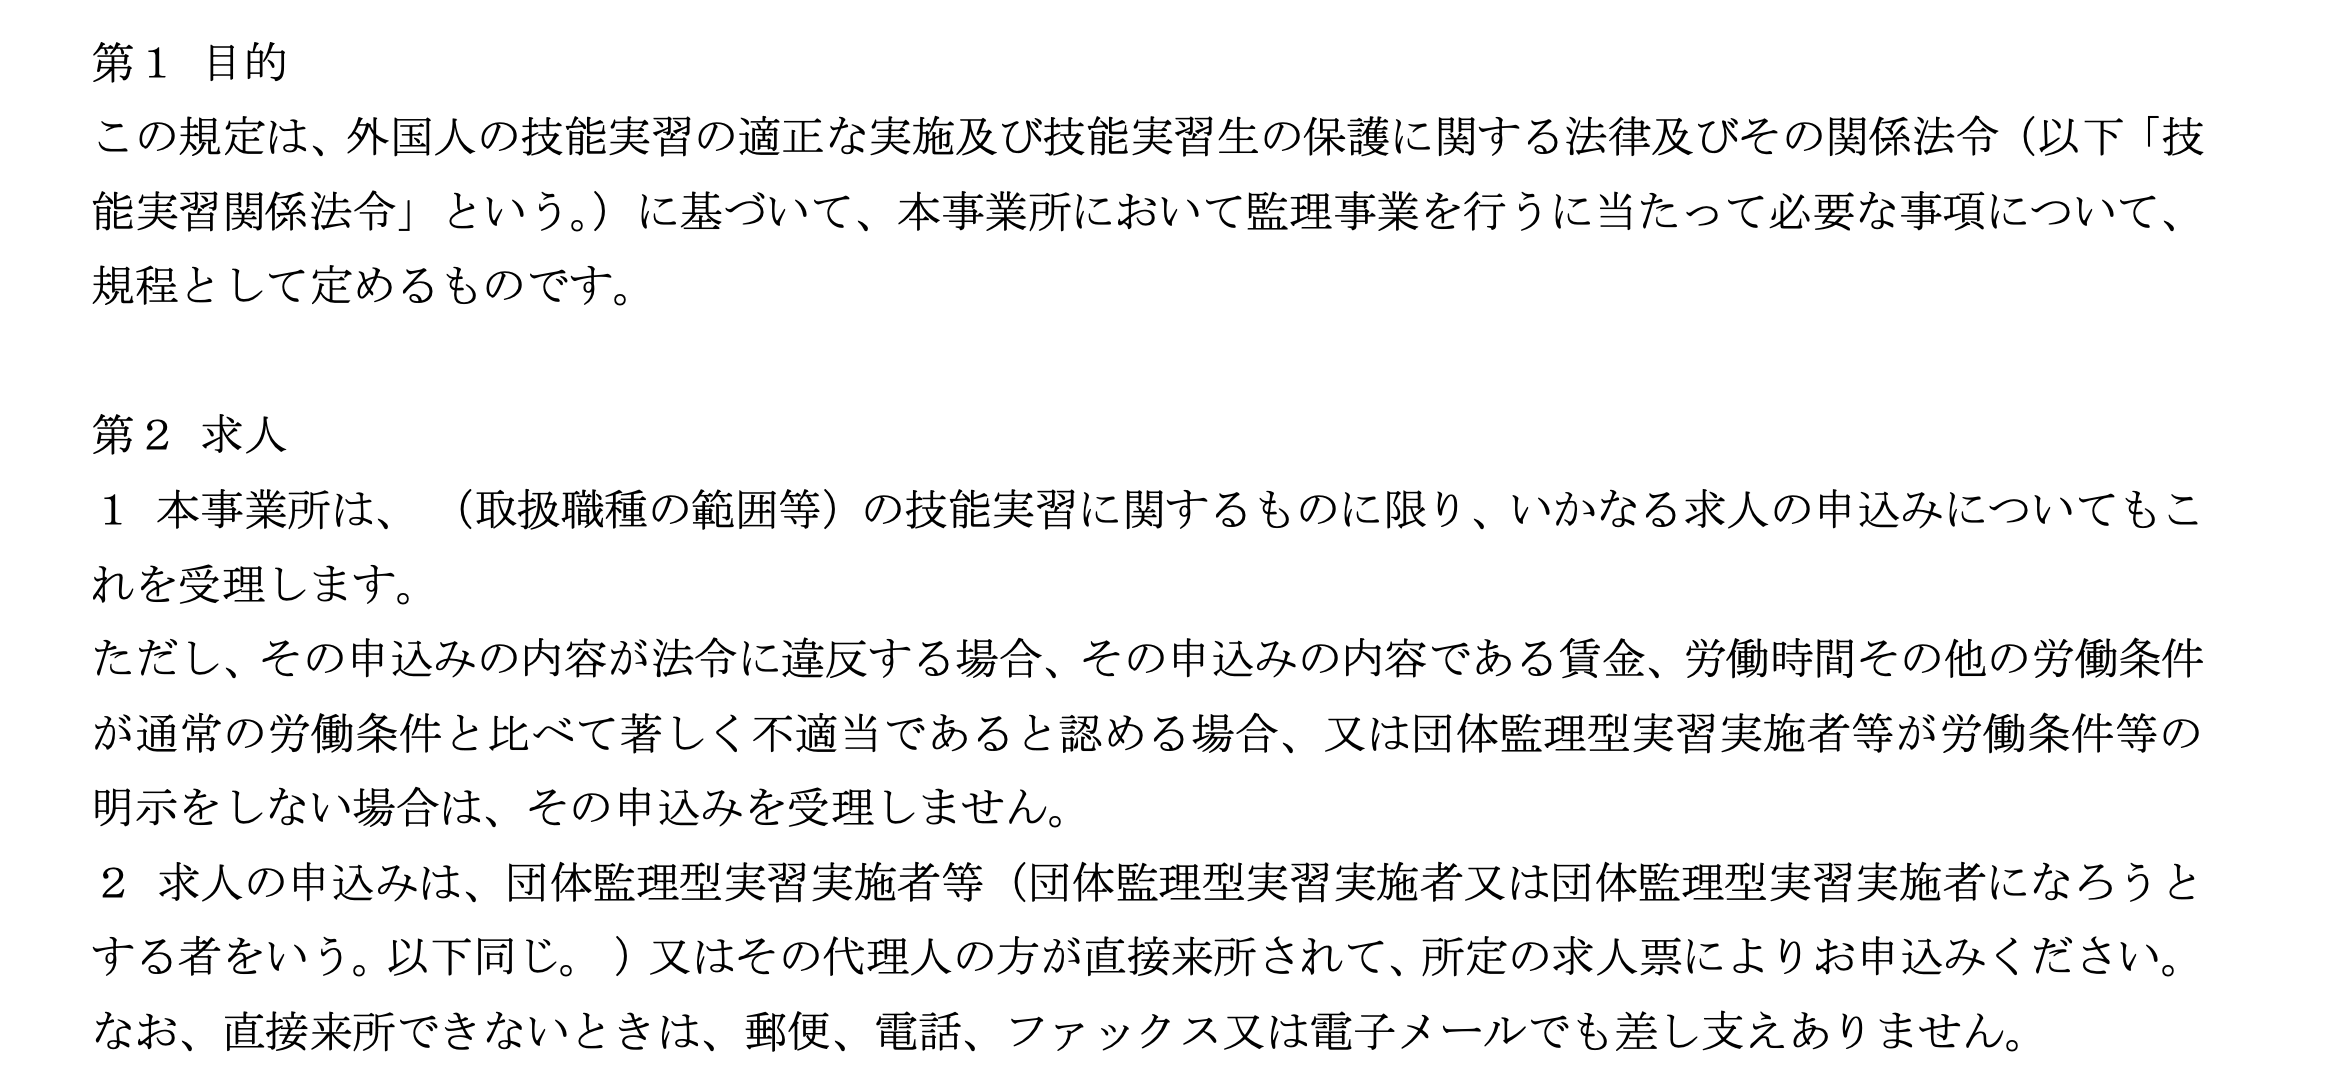 第１ 目的
この規定は、外国人の技能実習の適正な実施及び技能実習生の保護に関する法律及びその関係法令（以下「技
能実習関係法令」という。）に基づいて、本事業所において監理事業を行うに当たって必要な事項について、
規程として定めるものです。
第２ 求人
１ 本事業所は、 （取扱職種の範囲等）の技能実習に関するものに限り、いかなる求人の申込みについてもこ
れを受理します。
ただし、その申込みの内容が法令に違反する場合、その申込みの内容である賃金、労働時間その他の労働条件
が通常の労働条件と比べて著しく不適当であると認める場合、又は団体監理型実習実施者等が労働条件等の
明示をしない場合は、その申込みを受理しません。
２ 求人の申込みは、団体監理型実習実施者等（団体監理型実習実施者又は団体監理型実習実施者になろうと
する者をいう。以下同じ。 ）又はその代理人の方が直接来所されて、所定の求人票によりお申込みください。
なお、直接来所できないときは、郵便、電話、ファックス又は電子メールでも差し支えありません。